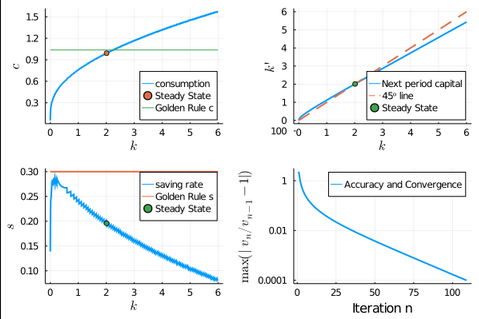 c
1.5
1.2
0.9
0.6
0.3
consumption
Steady State
Golden Rule c
0 1 2 3 4 5 6
k
k'
6
5
4
3
2
1
0
Next period capital
45° line
Steady State
0 1 2 3 4 5 6
k
s
0.30
0.25
0.20
0.15
0.10
saving rate
Golden Rule s
Steady State
0 1 2 3 4 5 6
k
max(| v_n/v_{n-1} - 1|)
100
1
0.01
0.0001
Accuracy and Convergence
0 25 50 75 100
Iteration n